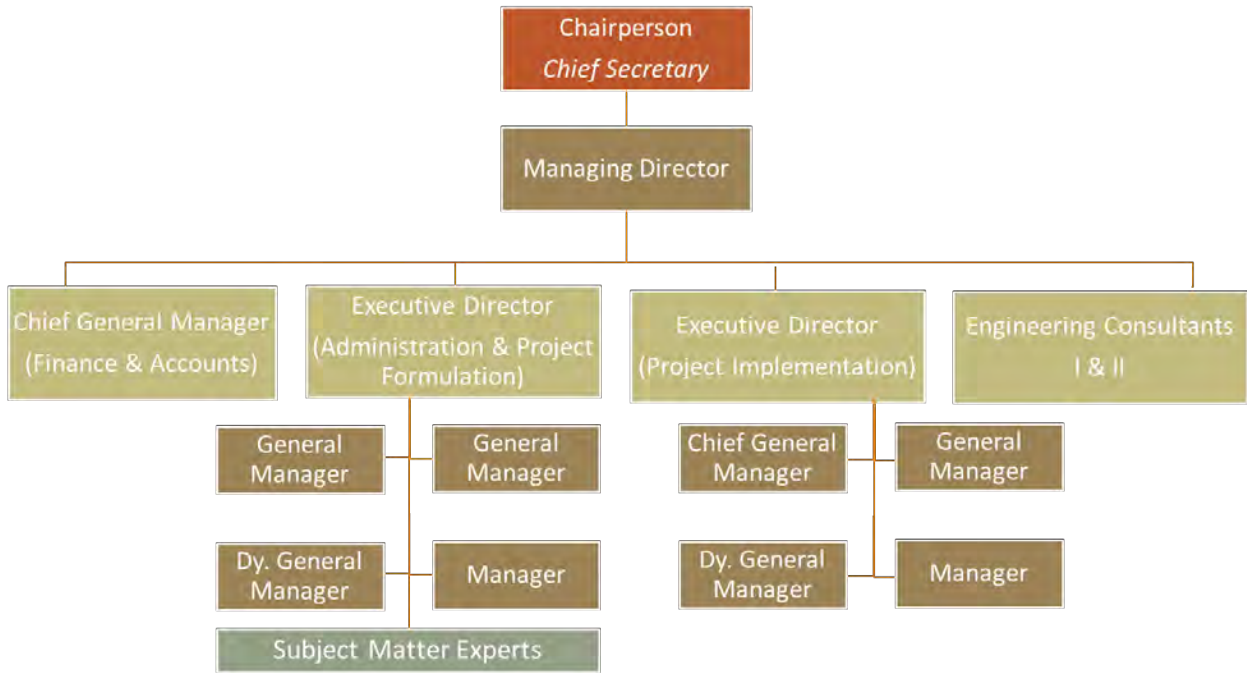 Chairperson
Chief Secretary
Managing Director
Chief General Manager
(Finance & Accounts)
Executive Director
(Administration & Project
Formulation)
Executive Director
(Project Implementation)
Engineering Consultants
I & II
General
Manager
General
Manager
Dy. General
Manager
Manager
Subject Matter Experts
Chief General
Manager
General
Manager
Dy. General
Manager
Manager